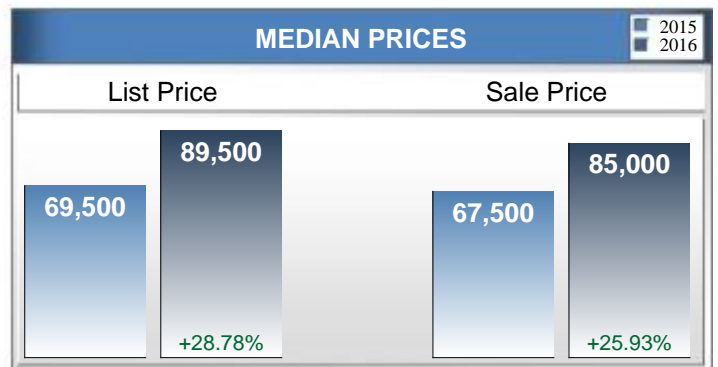 MEDIAN PRICES
2015
2016
List Price
Sale Price
69,500
89,500
+28.78%
67,500
85,000
+25.93%